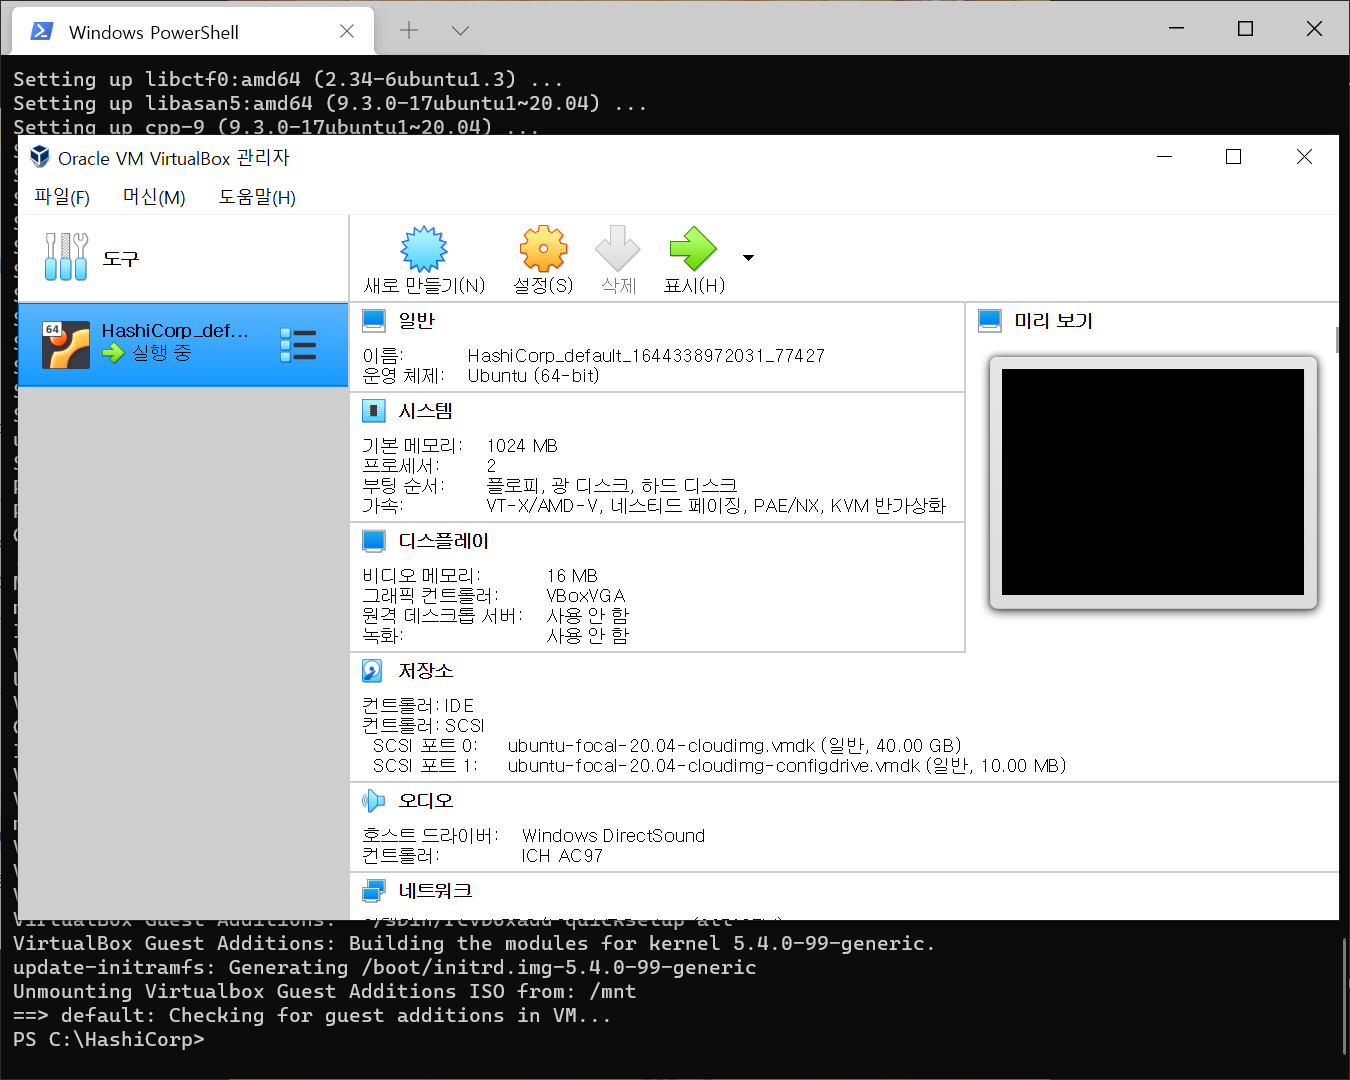 Windows PowerShell
Setting up libctf0:amd64 (2.34-6ubuntu1.3) ...
Setting up libasan5:amd64 (9.3.0-17ubuntu1~20.04) ...
Setting up cpp-9 (9.3.0-17ubuntu1~20.04) ...
Oracle VM VirtualBox 관리자
파일(F) 머신(M) 도움말(H)
도구
새로 만들기(N) 설정(S) 삭제 표시(H)
64
HashiCorp_def...
실행 중
일반
이름: HashiCorp_default_1644338972031_77427
운영 체제: Ubuntu (64-bit)
미리 보기
시스템
기본 메모리: 1024 MB
프로세서: 2
부팅 순서: 플로피, 광 디스크, 하드 디스크
가속: VT-X/AMD-V, 네스티드 페이징, PAE/NX, KVM 반가상화
디스플레이
비디오 메모리: 16 MB
그래픽 컨트롤러: VBoxVGA
원격 데스크톱 서버: 사용 안 함
녹화: 사용 안 함
저장소
컨트롤러: IDE
컨트롤러: SCSI
SCSI 포트 0: ubuntu-focal-20.04-cloudimg.vmdk (일반, 40.00 GB)
SCSI 포트 1: ubuntu-focal-20.04-cloudimg-configdrive.vmdk (일반, 10.00 MB)
오디오
호스트 드라이버: Windows DirectSound
컨트롤러: ICH AC97
네트워크
VirtualBox Guest Additions:
VirtualBox Guest Additions: Building the modules for kernel 5.4.0-99-generic.
update-initramfs: Generating /boot/initrd.img-5.4.0-99-generic
Unmounting Virtualbox Guest Additions ISO from: /mnt
==> default: Checking for guest additions in VM...
PS C:\HashiCorp>